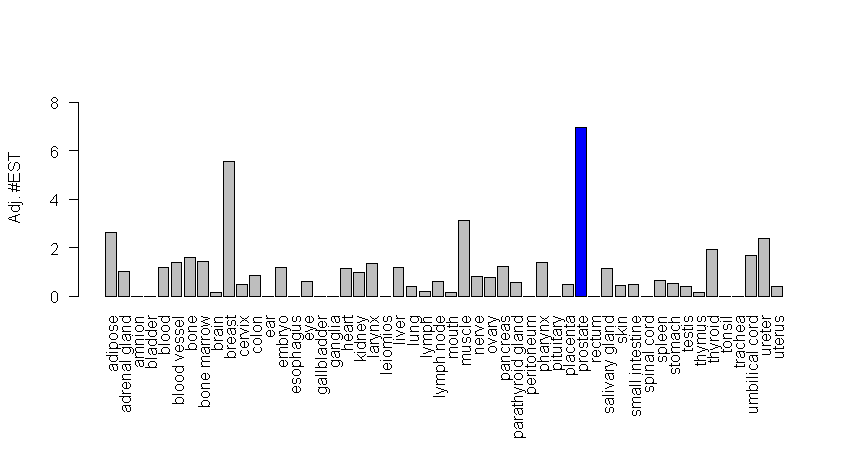 Adj. #EST
8
6
4
2
0
adipose
adrenal gland
amnion
bladder
blood
blood vessel
bone
bone marrow
brain
breast
cervix
colon
ear
embryo
esophagus
eye
gallbladder
ganglia
heart
kidney
larynx
leiomios
liver
lung
lymph
lymph node
mouth
muscle
nerve
ovary
pancreas
parathyroid gland
peritoneum
pharynx
pituitary
placenta
prostate
rectum
salivary gland
skin
small intestine
spinal cord
spleen
stomach
testis
thymus
thyroid
tonsil
trachea
umbilical cord
ureter
uterus